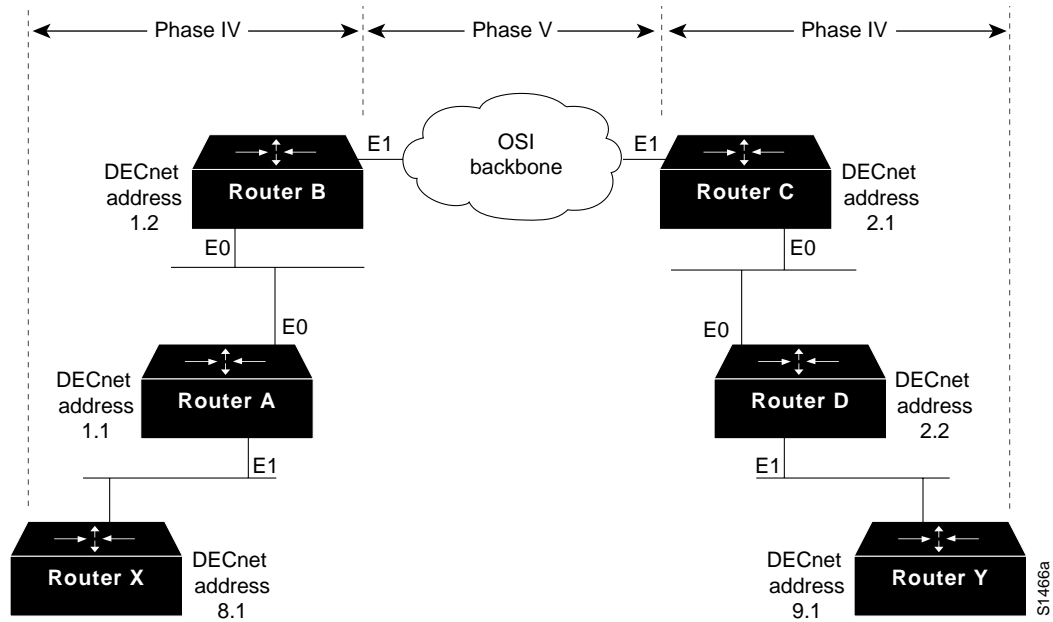 Phase IV
Phase V
Phase IV
E1
OSI
backbone
E1
DECnet
address
1.2
Router B
Router C
DECnet
address
2.1
E0
E0
E0
E0
DECnet
address
1.1
Router A
Router D
DECnet
address
2.2
E1
E1
Router X
DECnet
address
8.1
DECnet
address
9.1
Router Y
S1466a